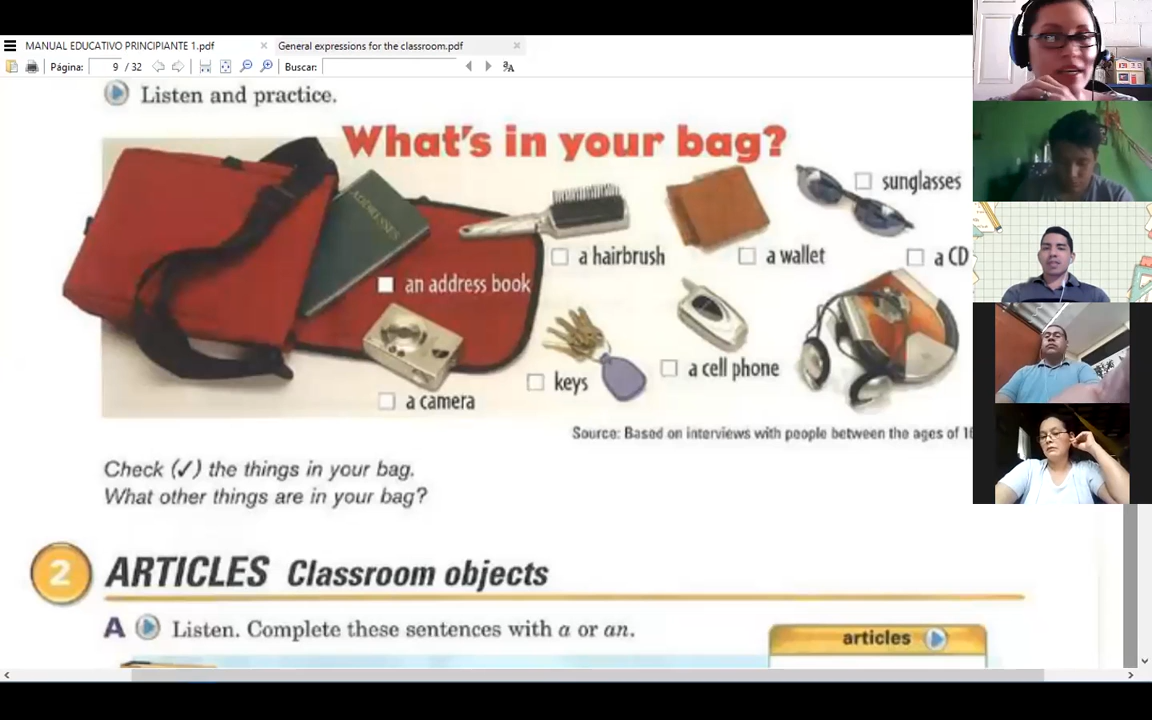 MANUAL EDUCATIVO PRINCIPIANTE 1.pdf
General expressions for the classroom.pdf
Página: 9 / 32
Buscar:
Listen and practice.
What's in your bag?
ADDRESSES
sunglasses
a hairbrush
a wallet
a CD
an address book
a cell phone
keys
a camera
Source: Based on interviews with people between the ages of
Check (✓) the things in your bag.
What other things are in your bag?
2 ARTICLES Classroom objects
A Listen. Complete these sentences with a or an.
articles